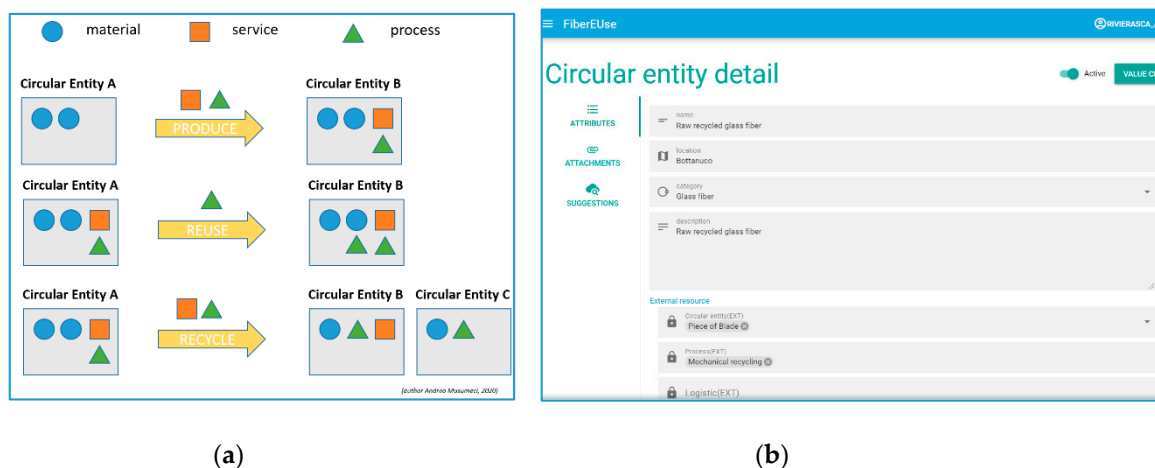 material
service
process
Circular Entity A
Circular Entity B
PRODUCE
Circular Entity A
Circular Entity B
REUSE
Circular Entity A
Circular Entity B
Circular Entity C
RECYCLE
(author Andrea Musumeci, 2020)
(a)
FiberEUse
RIVIERASCA_
Circular entity detail
Active
VALUE C
ATTRIBUTES
ATTACHMENTS
SUGGESTIONS
name
Raw recycled glass fiber
location
Bottanuco
category
Glass fiber
description
Raw recycled glass fiber
External resource
Circular entity(EXT)
Piece of Blade
Process(EXT)
Mechanical recycling
Logistic(EXT)
(b)